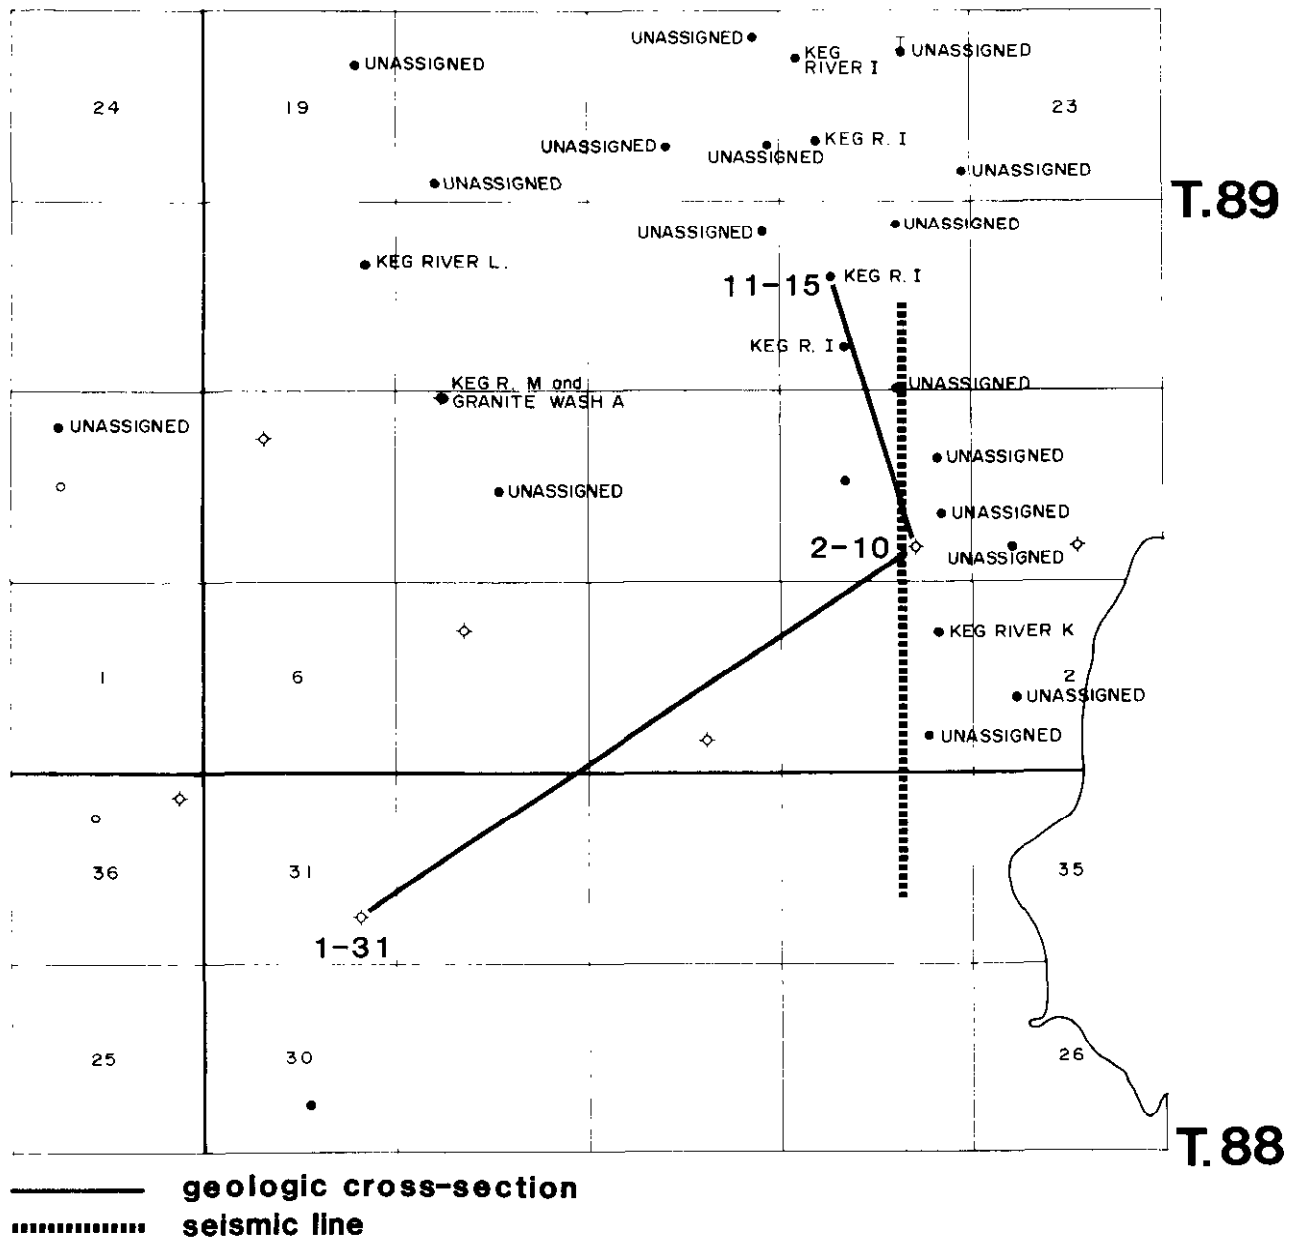 UNASSIGNED
KEG
RIVER I
UNASSIGNED
UNASSIGNED
24
19
23
UNASSIGNED
UNASSIGNED
KEG R. I
UNASSIGNED
UNASSIGNED
T.89
UNASSIGNED
UNASSIGNED
KEG RIVER L.
11-15
KEG R. I
KEG R. I
KEG R. M and
GRANITE WASH A
UNASSIGNED
UNASSIGNED
UNASSIGNED
UNASSIGNED
UNASSIGNED
2-10
UNASSIGNED
KEG RIVER K
1
6
2
UNASSIGNED
UNASSIGNED
36
31
35
1-31
25
30
26
T.88
geologic cross-section
seismic line